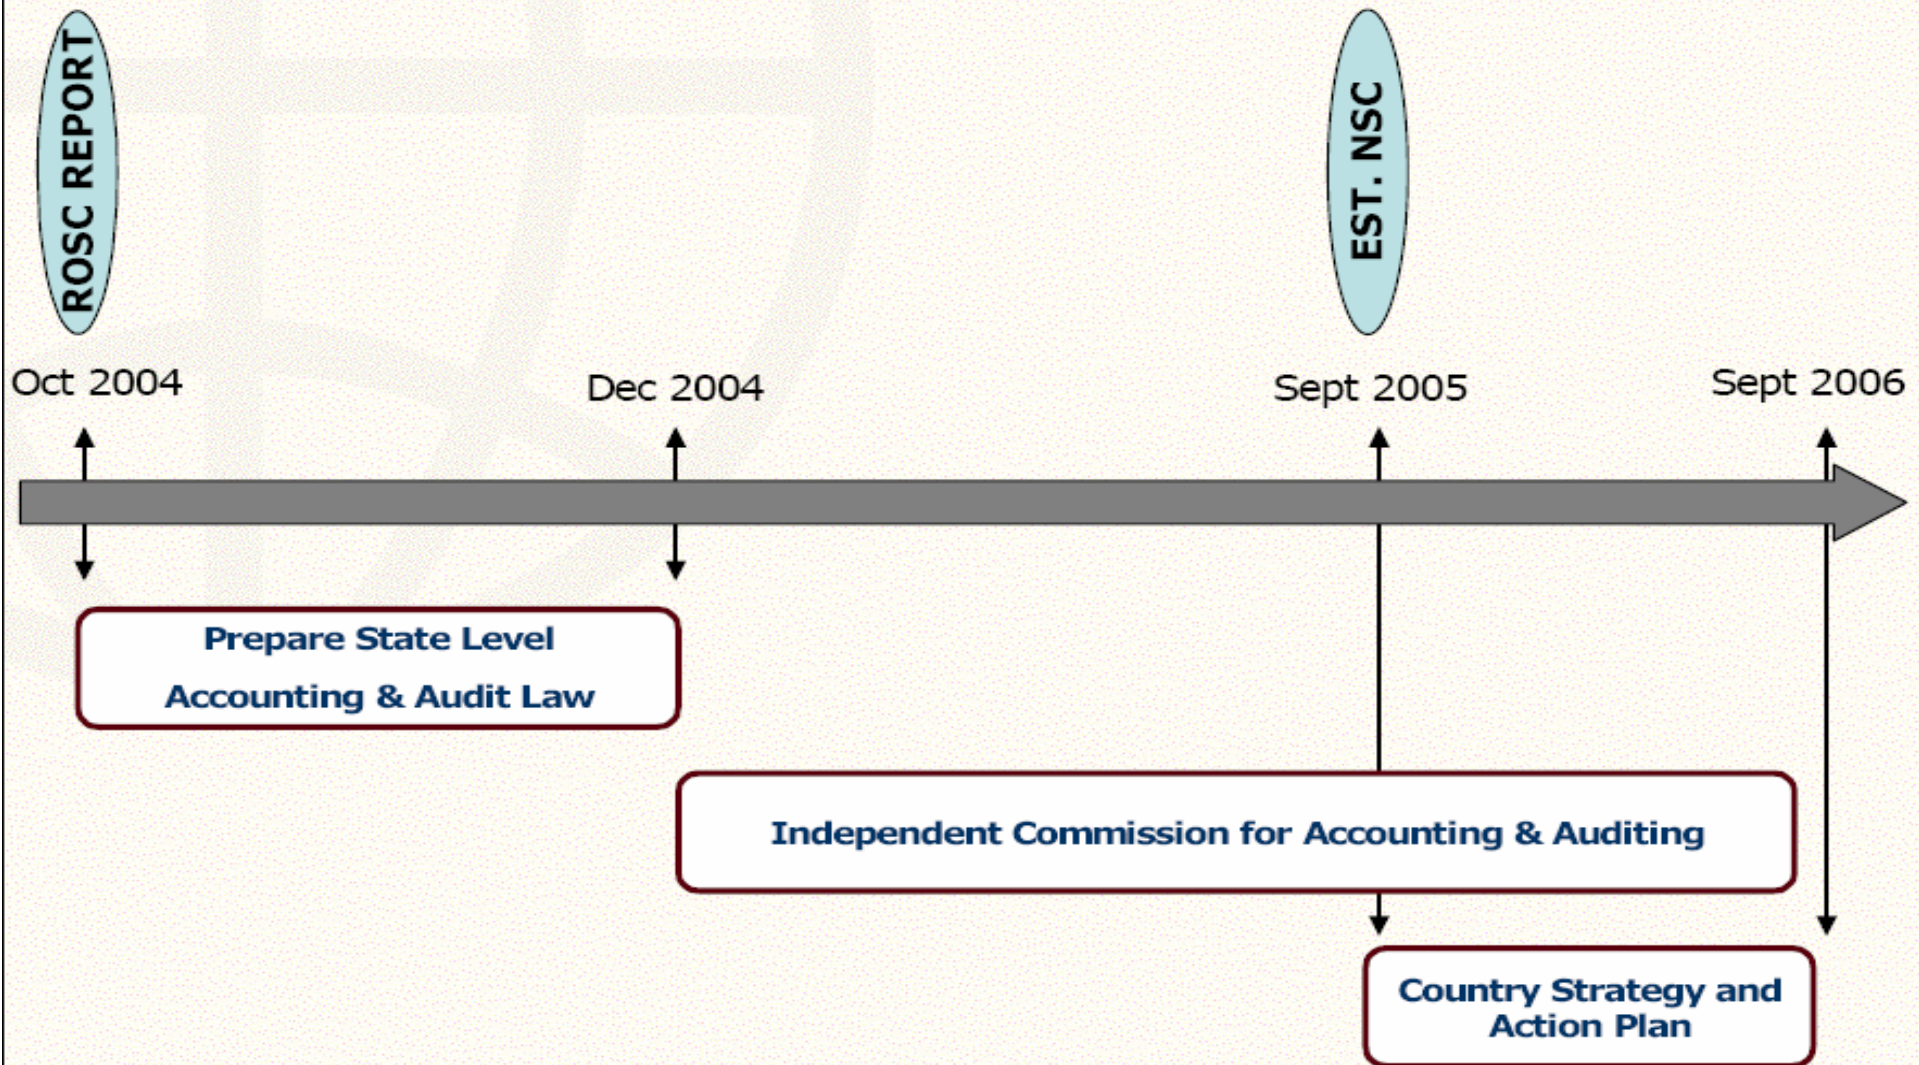 ROSC REPORT
EST. NSC
Oct 2004
Dec 2004
Sept 2005
Sept 2006
Prepare State Level
Accounting & Audit Law
Independent Commission for Accounting & Auditing
Country Strategy and
Action Plan